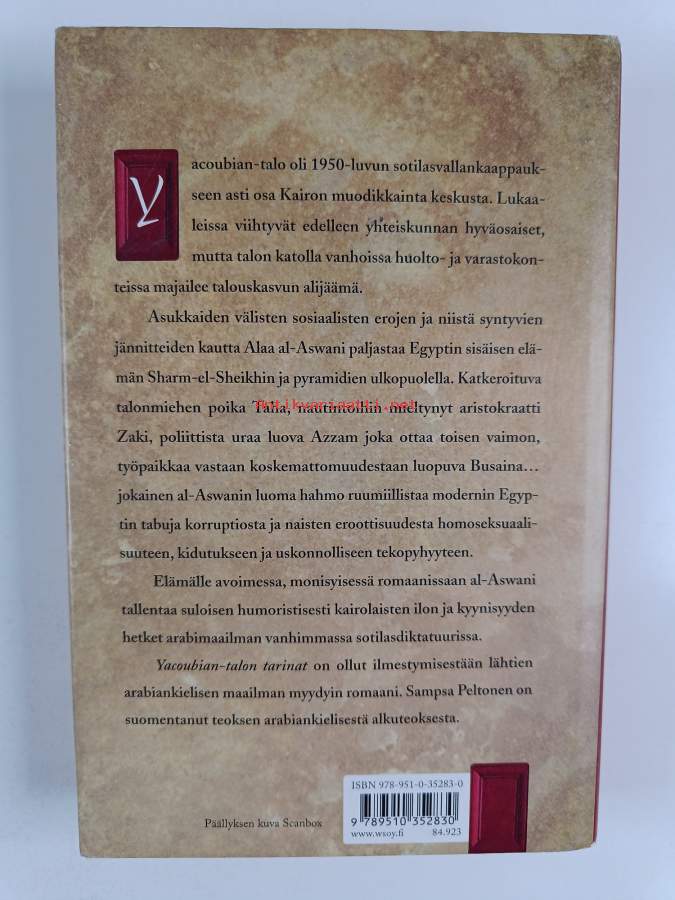 Yacoubian-talo oli 1950-luvun sotilasvallankaappauk-
seen asti osa Kairon muodikkainta keskusta. Lukaa-
leissa viihtyvät edelleen yhteiskunnan hyväosaiset,
mutta talon katolla vanhoissa huolto- ja varastokon-
teissa majailee talouskasvun alijäämä.
Asukkaiden välisten sosiaalisten erojen ja niistä syntyvien
jännitteiden kautta Alaa al-Aswani paljastaa Egyptin sisäisen elä-
män Sharm-el-Sheikhin ja pyramidien ulkopuolella. Katkeroituva
talonmiehen poika Taha, nautintoihin mieltynyt aristokraatti
Antikvariaatti.net
Zaki, poliittista uraa luova Azzam joka ottaa toisen vaimon,
työpaikkaa vastaan koskemattomuudestaan luopuva Busaina...
jokainen al-Aswanin luoma hahmo ruumiillistaa modernin Egyp-
tin tabuja korruptiosta ja naisten eroottisuudesta homoseksuaali-
suuteen, kidutukseen ja uskonnolliseen tekopyhyyteen.
Elämälle avoimessa, monisyisessä romaanissaan al-Aswani
tallentaa suloisen humoristisesti kairolaisten ilon ja kyynisyyden
hetket arabimaailman vanhimmassa sotilasdiktatuurissa.
Yacoubian-talon tarinat on ollut ilmestymisestään lähtien
arabiankielisen maailman myydyin romaani. Sampsa Peltonen on
suomentanut teoksen arabiankielisestä alkuteoksesta.
ISBN 978-951-0-35283-0
9 789510 352830
www.wsoy.fi 84.923
Päällyksen kuva Scanbox